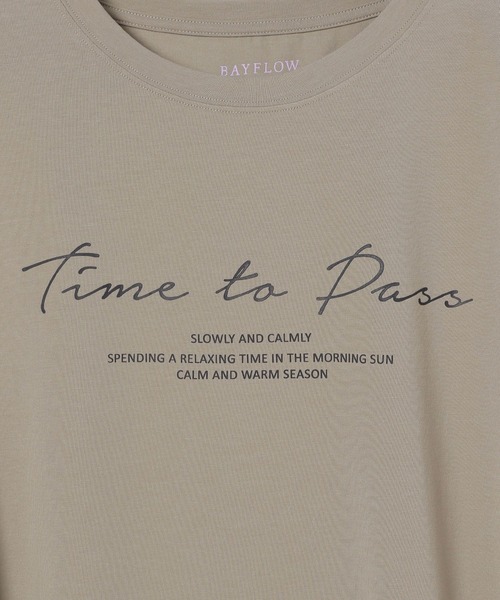 BAYFLOW
Time to Pass
SLOWLY AND CALMLY
SPENDING A RELAXING TIME IN THE MORNING SUN
CALM AND WARM SEASON